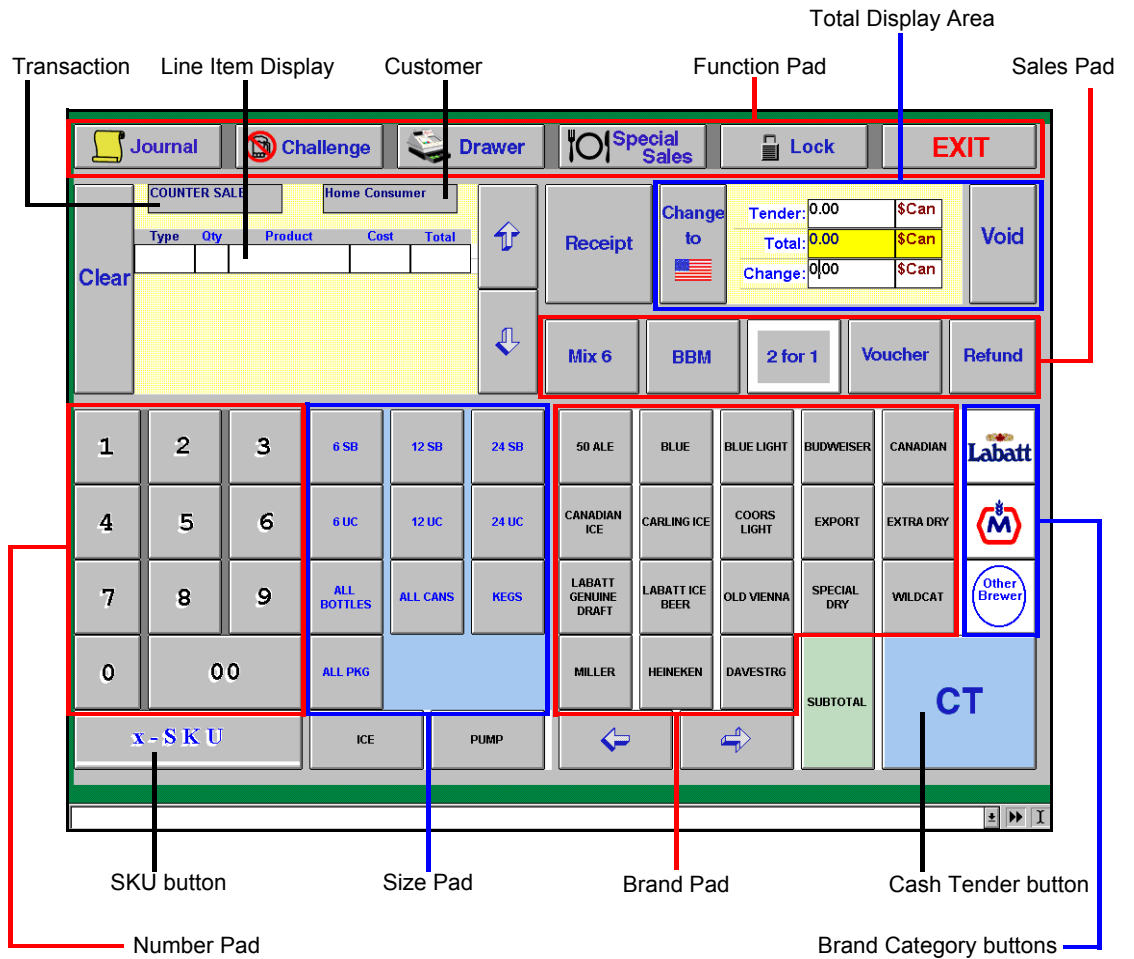 Total Display Area
Transaction
Line Item Display
Customer
Function Pad
Sales Pad
Journal
Challenge
Drawer
Special
Sales
Lock
EXIT
COUNTER SALE
Home Consumer
Type Qty Product Cost Total
Clear
Receipt
Change
to
Tender: 0.00 $Can
Total: 0.00 $Can
Change: 0.00 $Can
Void
Mix 6
BBM
2 for 1
Voucher
Refund
1 2 3
6 SB 12 SB 24 SB
50 ALE
BLUE
BLUE LIGHT
BUDWEISER
CANADIAN
Labatt
4 5 6
6 UC 12 UC 24 UC
CANADIAN
ICE
CARLING ICE
COORS
LIGHT
EXPORT
EXTRA DRY
M
7 8 9
ALL
BOTTLES
ALL CANS
KEGS
LABATT
GENUINE
DRAFT
LABATT ICE
BEER
OLD VIENNA
SPECIAL
DRY
WILDCAT
Other
Brewer
0 00
ALL PKG
MILLER
HEINEKEN
DAVESTRG
SUBTOTAL
CT
x - S K U
ICE
PUMP
SKU button
Size Pad
Brand Pad
Cash Tender button
Number Pad
Brand Category buttons